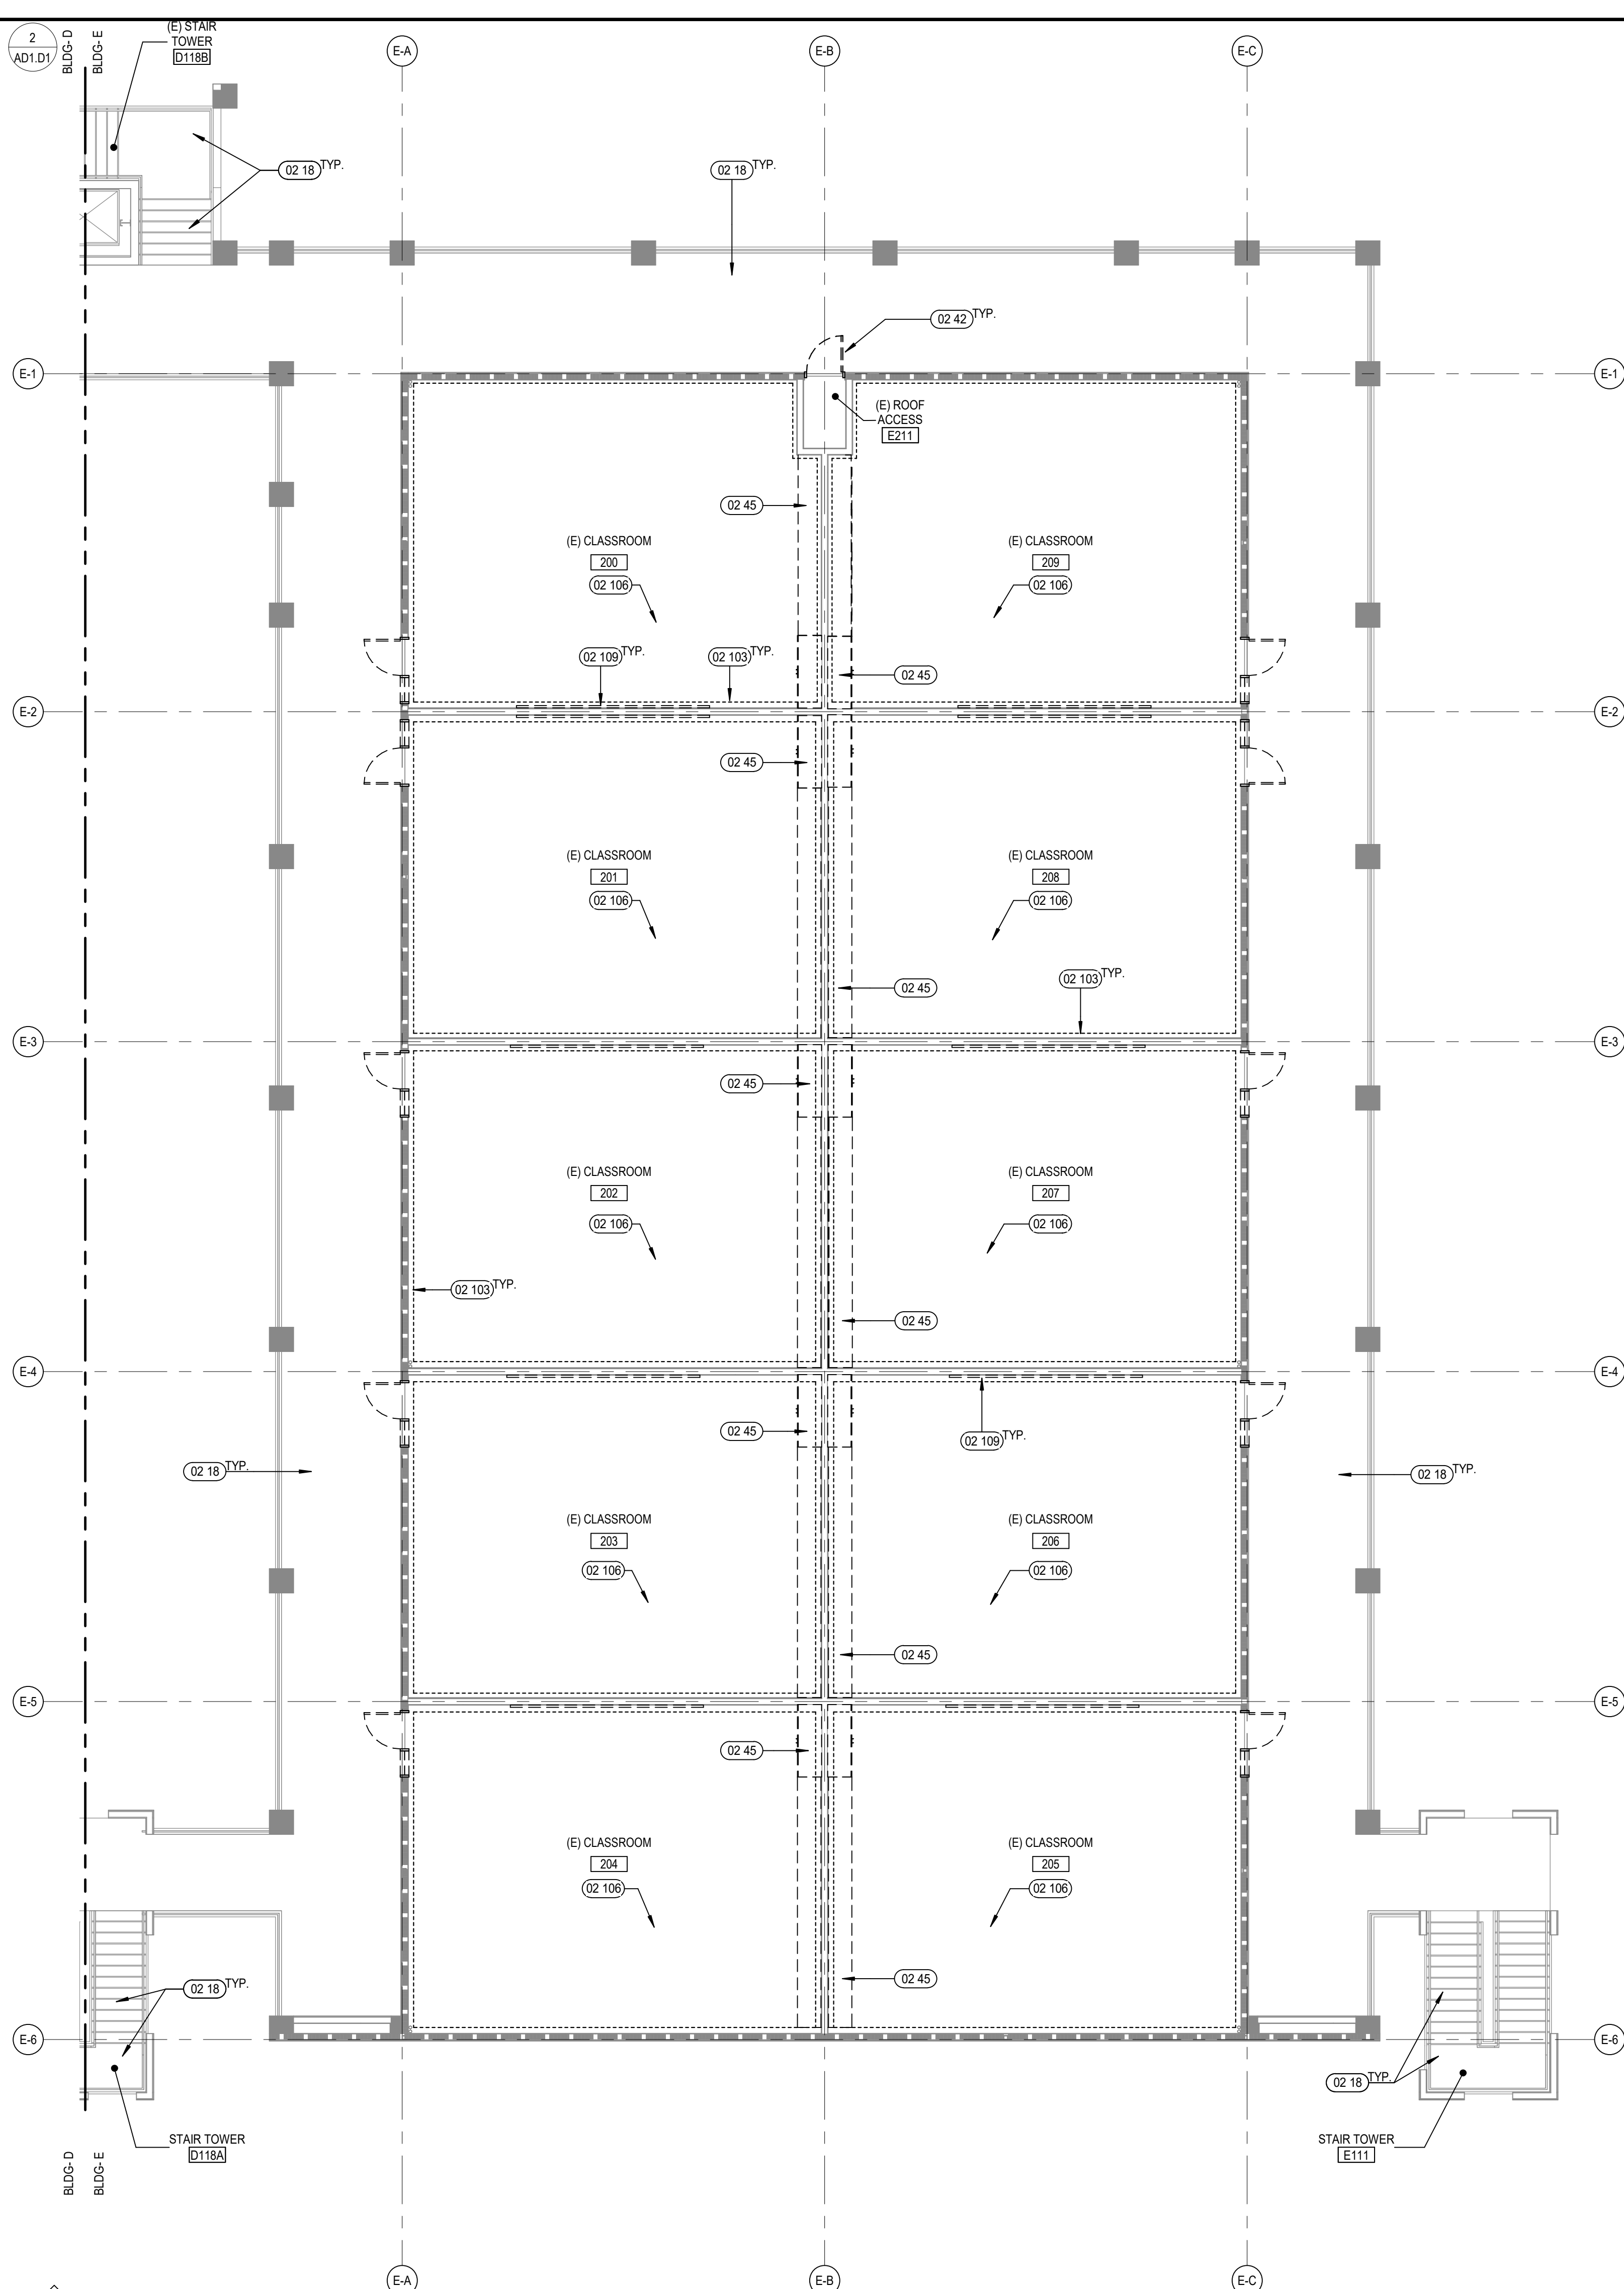 2
AD1.D1
BLDG- D
BLDG- E
(E) STAIR
TOWER
D118B
E-A
E-B
E-C
02 18 TYP.
02 18 TYP.
02 42 TYP.
E-1
E-1
(E) ROOF
ACCESS
E211
02 45
(E) CLASSROOM
200
02 106
(E) CLASSROOM
209
02 106
02 109 TYP.
02 103 TYP.
02 45
E-2
E-2
02 45
(E) CLASSROOM
201
02 106
(E) CLASSROOM
208
02 106
02 45
02 103 TYP.
E-3
E-3
02 45
(E) CLASSROOM
202
02 106
(E) CLASSROOM
207
02 106
02 103 TYP.
02 45
E-4
E-4
02 45
02 109 TYP.
02 18 TYP.
02 18 TYP.
(E) CLASSROOM
203
02 106
(E) CLASSROOM
206
02 106
02 45
E-5
E-5
02 45
(E) CLASSROOM
204
02 106
(E) CLASSROOM
205
02 106
02 45
02 18 TYP.
E-6
E-6
02 18 TYP.
STAIR TOWER
D118A
STAIR TOWER
E111
BLDG- D
BLDG- E
E-A
E-B
E-C